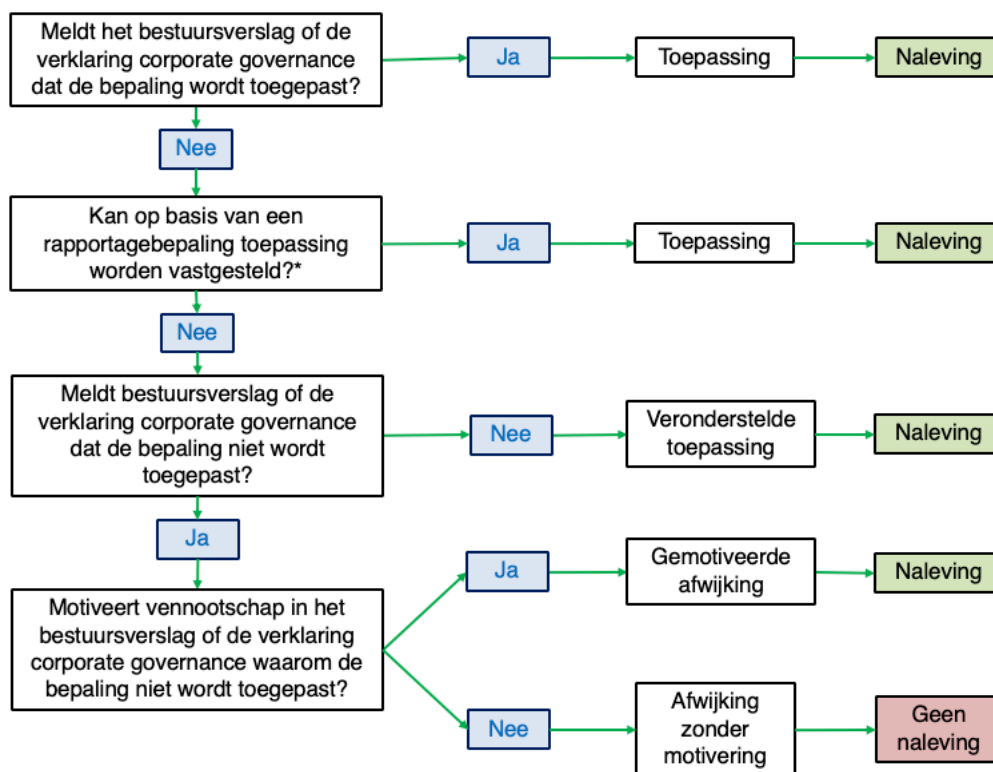 Meldt het bestuursverslag of de
verklaring corporate governance
dat de bepaling wordt toegepast?
Ja
Toepassing
Naleving
Nee
Kan op basis van een
rapportagebepaling toepassing
worden vastgesteld?*
Ja
Toepassing
Naleving
Nee
Meldt bestuursverslag of de
verklaring corporate governance
dat de bepaling niet wordt
toegepast?
Nee
Veronderstelde
toepassing
Naleving
Ja
Motiveert vennootschap in het
bestuursverslag of de verklaring
corporate governance waarom de
bepaling niet wordt toegepast?
Ja
Gemotiveerde
afwijking
Naleving
Nee
Afwijking
zonder
motivering
Geen
naleving